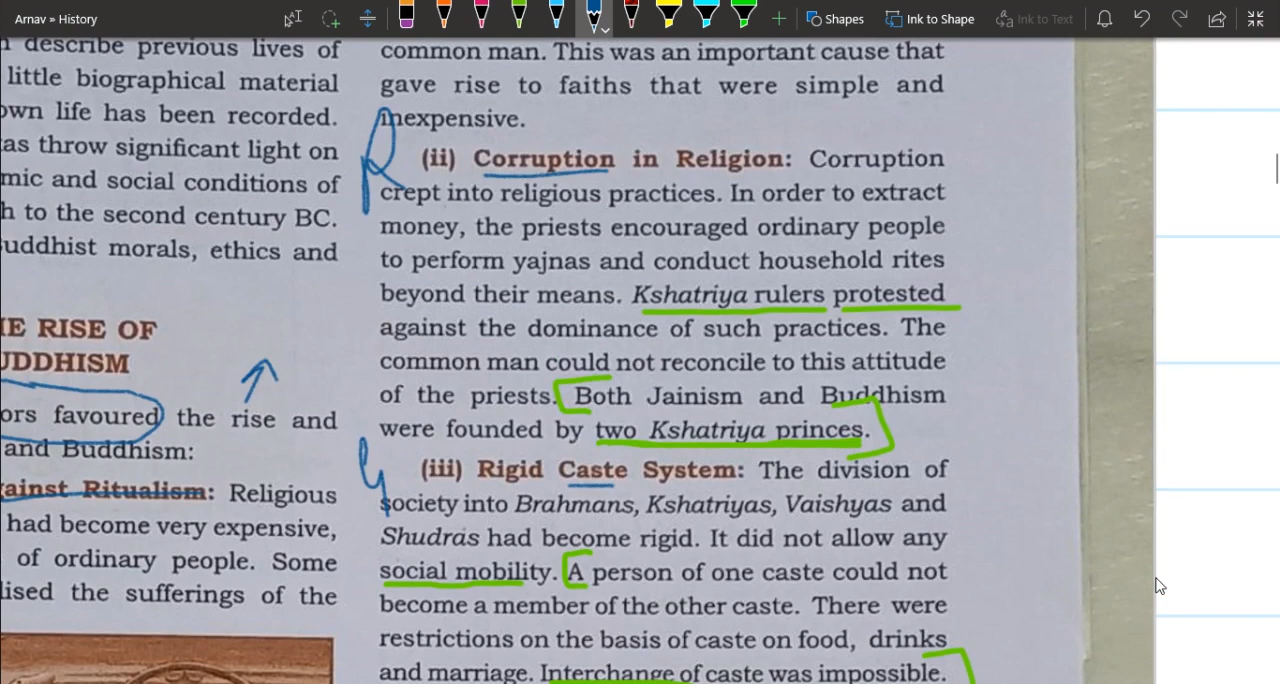 Arnav » History
Shapes
Ink to Shape
Ink to Text
describe previous lives of
little biographical material
own life has been recorded.
as throw significant light on
mic and social conditions of
h to the second century BC.
uddhist morals, ethics and
E RISE OF
UDDHISM
ors favoured the rise and
and Buddhism:
ainst Ritualism: Religious
had become very expensive,
of ordinary people. Some
lised the sufferings of the
common man. This was an important cause that
gave rise to faiths that were simple and
inexpensive.
R
(ii) Corruption in Religion: Corruption
crept into religious practices. In order to extract
money, the priests encouraged ordinary people
to perform yajnas and conduct household rites
beyond their means. Kshatriya rulers protested
against the dominance of such practices. The
common man could not reconcile to this attitude
of the priests. Both Jainism and Buddhism
were founded by two Kshatriya princes.
(iii) Rigid Caste System: The division of
society into Brahmans, Kshatriyas, Vaishyas and
Shudras had become rigid. It did not allow any
social mobility. A person of one caste could not
become a member of the other caste. There were
restrictions on the basis of caste on food, drinks
and marriage. Interchange of caste was impossible.